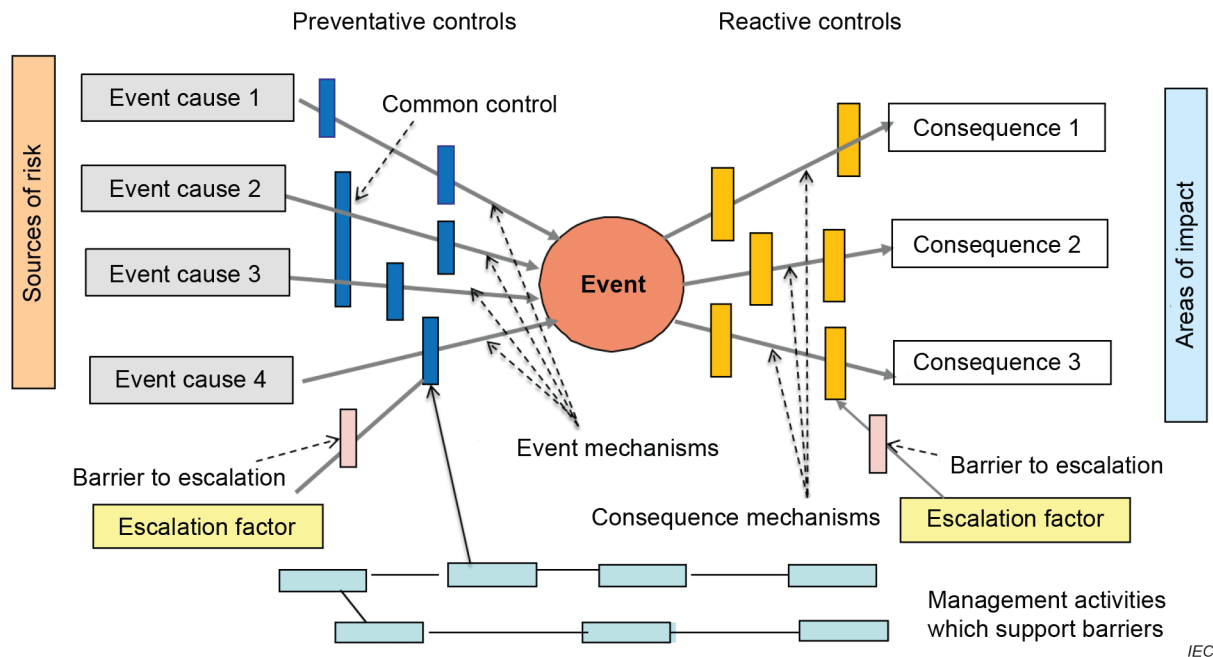 Preventative controls
Reactive controls
Sources of risk
Event cause 1
Common control
Consequence 1
Event cause 2
Event cause 3
Event
Consequence 2
Areas of impact
Event cause 4
Consequence 3
Event mechanisms
Barrier to escalation
Barrier to escalation
Escalation factor
Consequence mechanisms
Escalation factor
Management activities
which support barriers
IEC